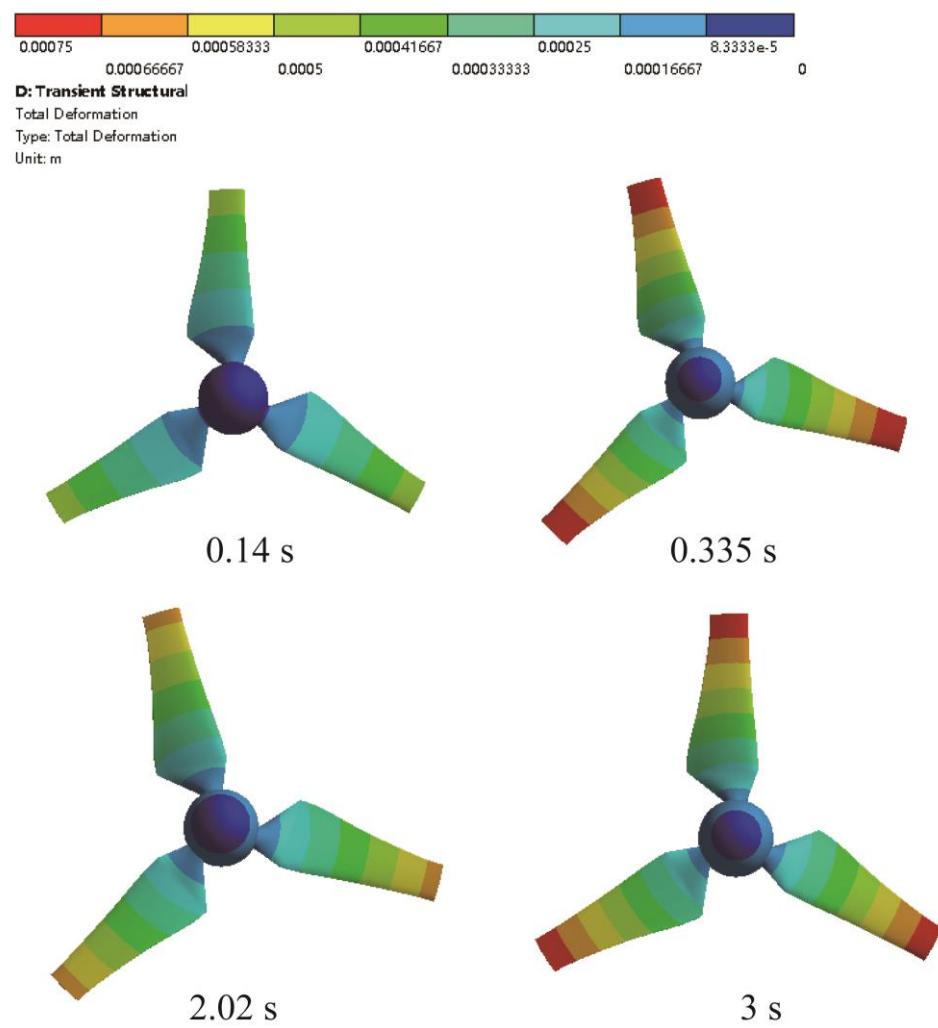 0.00075 0.00058333 0.00041667 0.00025 8.3333e-5
0.00066667 0.0005 0.00033333 0.00016667 0
D: Transient Structural
Total Deformation
Type: Total Deformation
Unit: m
0.14 s 0.335 s
2.02 s 3 s